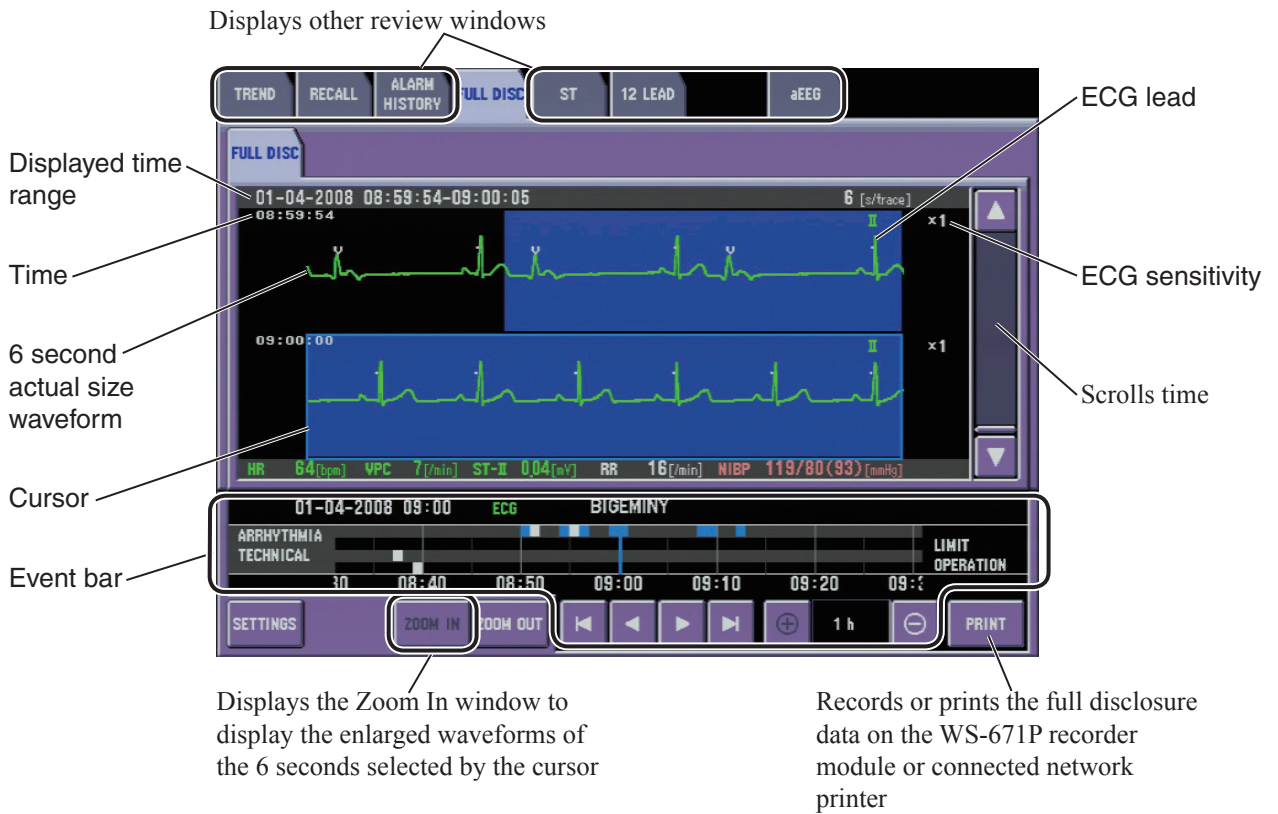 Displays other review windows
TREND
RECALL
ALARM
HISTORY
FULL DISC
ST
12 LEAD
aEEG
ECG lead
FULL DISC
Displayed time
range
01-04-2008 08:59:54-09:00:05
6 [s/trace]
08:59:54
II
×1
Time
ECG sensitivity
V
V
V
6 second
actual size
waveform
09:00:00
II
×1
Scrolls time
HR 64[bpm] VPC 7[/min] ST-II 0.04[mV] RR 16[/min] NIBP 119/80(93)[mmHg]
Cursor
01-04-2008 09:00 ECG BIGEMINY
ARRHYTHMIA
TECHNICAL
LIMIT
OPERATION
Event bar
30 08:40 08:50 09:00 09:10 09:20 09:3
SETTINGS
ZOOM IN
ZOOM OUT
1 h
PRINT
Displays the Zoom In window to
display the enlarged waveforms of
the 6 seconds selected by the cursor
Records or prints the full disclosure
data on the WS-671P recorder
module or connected network
printer